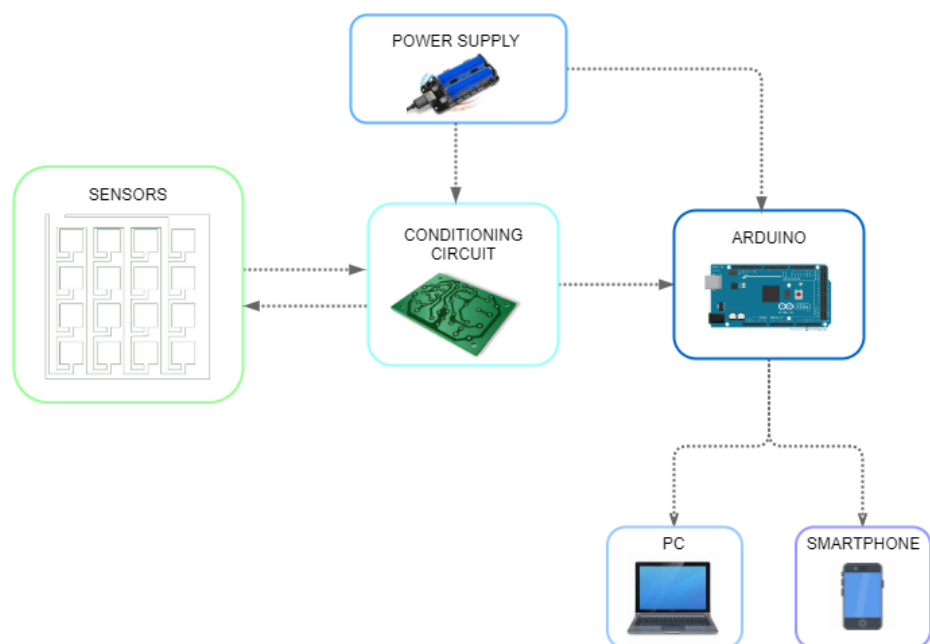 POWER SUPPLY
SENSORS
CONDITIONING
CIRCUIT
ARDUINO
PC
SMARTPHONE